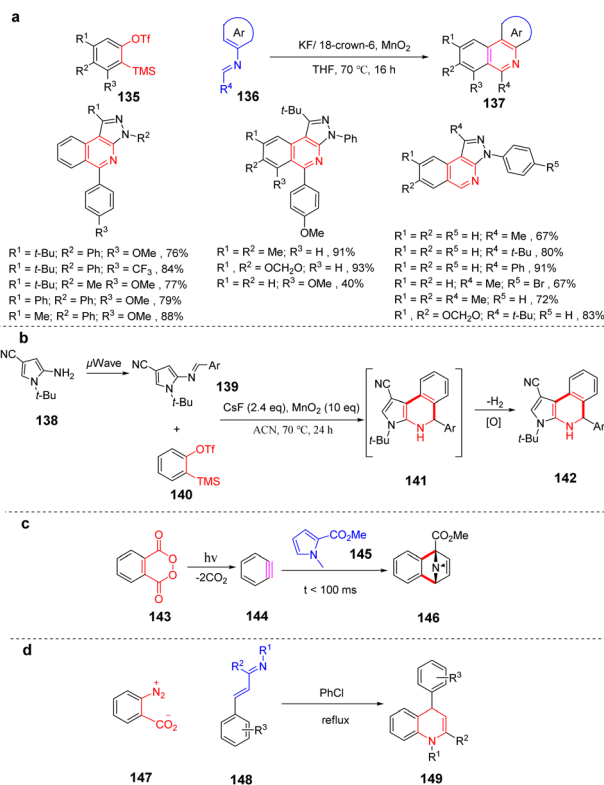 a
R¹
OTf
R²
TMS
R³
135
Ar
N
R⁴
136
KF/ 18-crown-6, MnO₂
THF, 70 ℃, 16 h
R¹
Ar
R²
N
R³ R⁴
137
R¹
N
N-R²
N
R³
t-Bu
N
R¹
N-Ph
R²
N
R³
OMe
R⁴
N
R¹
N
R⁵
R²
N
R¹ = t-Bu; R² = Ph; R³ = OMe, 76%
R¹ = t-Bu; R² = Ph; R³ = CF₃, 84%
R¹ = t-Bu; R² = Me R³ = OMe, 77%
R¹ = Ph; R² = Ph; R³ = OMe, 79%
R¹ = Me; R² = Ph; R³ = OMe, 88%
R¹ = R² = Me; R³ = H, 91%
R¹ , R² = OCH₂O; R³ = H , 93%
R¹ = R² = H; R³ = OMe, 40%
R¹ = R² = R⁵ = H; R⁴ = Me , 67%
R¹ = R² = R⁵ = H; R⁴ = t-Bu , 80%
R¹ = R² = R⁵ = H; R⁴ = Ph , 91%
R¹ = R² = H; R⁴ = Me; R⁵ = Br, 67%
R¹ = R² = R⁴ = Me; R⁵ = H , 72%
R¹ , R² = OCH₂O; R⁴ = t-Bu, R⁵ = H , 83%
b
NC
NH₂
N
t-Bu
138
µWave
NC
N
Ar
N
t-Bu
139
+
OTf
TMS
140
CsF (2.4 eq), MnO₂ (10 eq)
ACN, 70 ℃, 24 h
NC
N
N
H
Ar
t-Bu
141
-H₂
[O]
NC
N
N
H
Ar
t-Bu
142
c
O
O
O
O
143
hν
-2CO₂
144
CO₂Me
N
145
t < 100 ms
CO₂Me
N
146
d
+
N₂
−
CO₂
147
R¹
R² N
R³
148
PhCl
reflux
R³
N R²
R¹
149